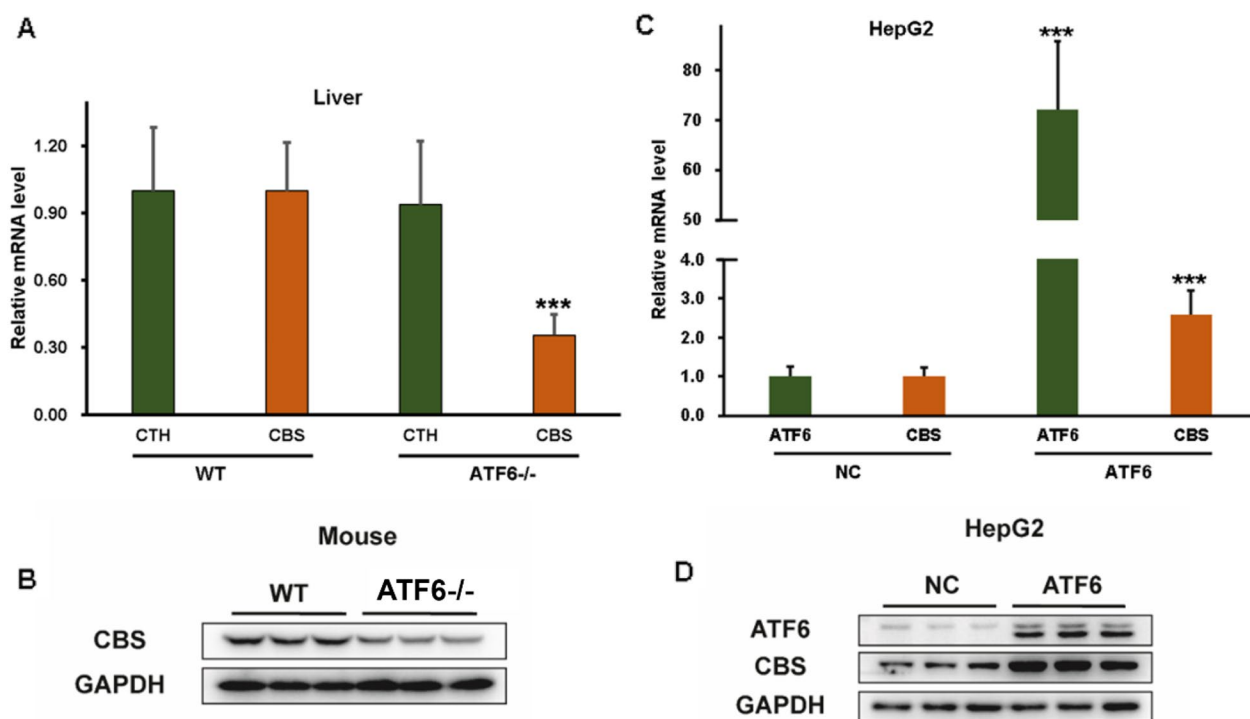 A
Liver
Relative mRNA level
1.20
0.90
0.60
0.30
0.00
***
CTH CBS CTH CBS
WT ATF6-/-
C
HepG2
Relative mRNA level
80
70
60
50
4.0
3.0
2.0
1.0
0.0
***
***
ATF6 CBS ATF6 CBS
NC ATF6
B
Mouse
WT ATF6-/-
CBS
GAPDH
D
HepG2
NC ATF6
ATF6
CBS
GAPDH